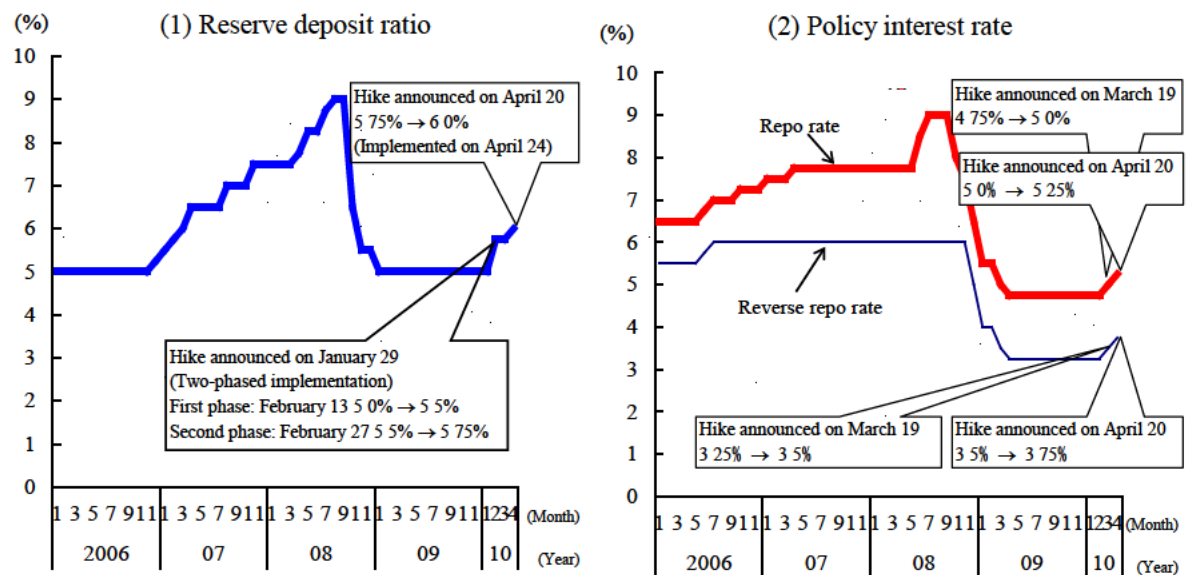 (%)
(1) Reserve deposit ratio
10
9
8
7
6
5
4
3
2
1
0
Hike announced on April 20
5 75% → 6 0%
(Implemented on April 24)
Hike announced on January 29
(Two-phased implementation)
First phase: February 13 5 0% → 5 5%
Second phase: February 27 5 5% → 5 75%
1 3 5 7 9 11 1 3 5 7 9 11 1 3 5 7 9 11 1 3 5 7 9 11 1234 (Month)
2006 07 08 09 10 (Year)
(%)
(2) Policy interest rate
10
9
8
7
6
5
4
3
2
1
0
Repo rate
Reverse repo rate
Hike announced on March 19
4 75% → 5 0%
Hike announced on April 20
5 0% → 5 25%
Hike announced on March 19
3 25% → 3 5%
Hike announced on April 20
3 5% → 3 75%
1 3 5 7 9 11 1 3 5 7 9 11 1 3 5 7 9 11 1 3 5 7 9 11 1234 (Month)
2006 07 08 09 10 (Year)